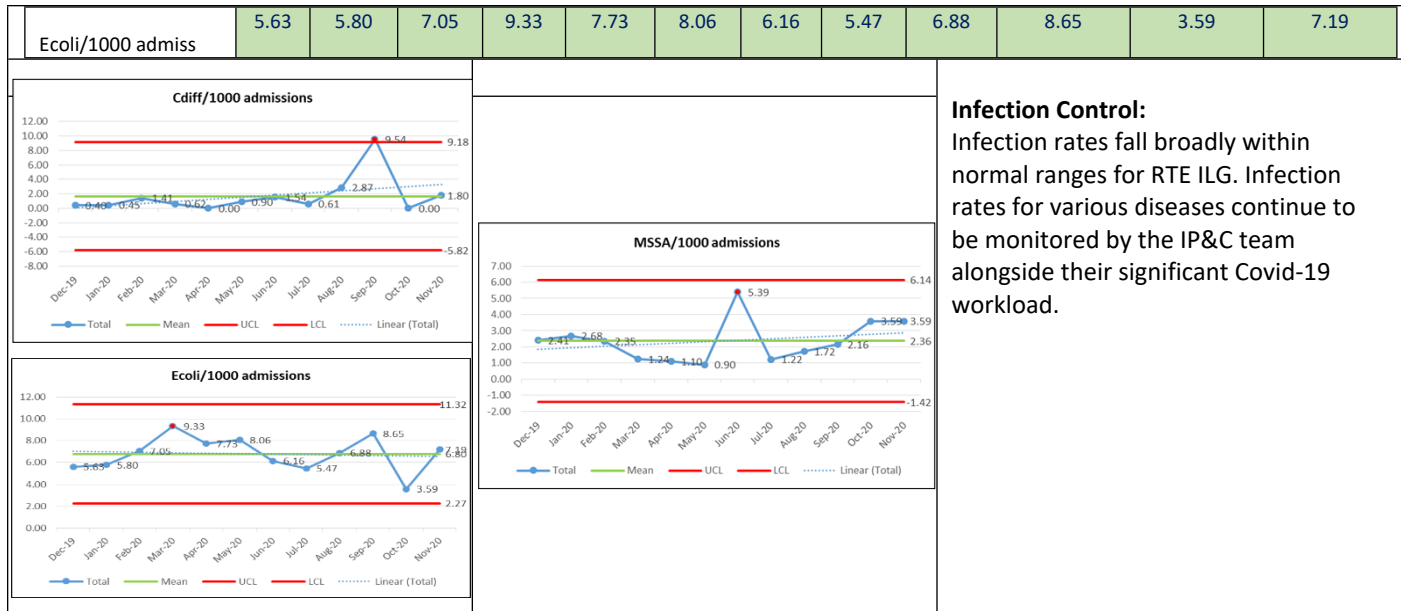 Ecoli/1000 admiss 5.63 5.80 7.05 9.33 7.73 8.06 6.16 5.47 6.88 8.65 3.59 7.19
Cdiff/1000 admissions
12.00
10.00
8.00
6.00
4.00
2.00
0.00
-2.00
-4.00
-6.00
-8.00
9.54
9.18
0.46 0.45 1.41 0.62 0.00 0.90 1.54 0.61 2.87 0.00 1.80
-5.82
Dec-19 Jan-20 Feb-20 Mar-20 Apr-20 May-20 Jun-20 Jul-20 Aug-20 Sep-20 Oct-20 Nov-20
Total Mean UCL LCL Linear (Total)
Ecoli/1000 admissions
12.00
10.00
8.00
6.00
4.00
2.00
0.00
11.32
5.63 5.80 7.05 9.33 7.73 8.06 6.16 5.47 6.88 8.65 3.59 7.19
6.80
2.27
Dec-19 Jan-20 Feb-20 Mar-20 Apr-20 May-20 Jun-20 Jul-20 Aug-20 Sep-20 Oct-20 Nov-20
Total Mean UCL LCL Linear (Total)
MSSA/1000 admissions
7.00
6.00
5.00
4.00
3.00
2.00
1.00
0.00
-1.00
-2.00
6.14
2.41 2.68 2.35 1.24 1.10 0.90 5.39 1.22 1.72 2.16 3.59 3.59
2.36
-1.42
Dec-19 Jan-20 Feb-20 Mar-20 Apr-20 May-20 Jun-20 Jul-20 Aug-20 Sep-20 Oct-20 Nov-20
Total Mean UCL LCL Linear (Total)
Infection Control:
Infection rates fall broadly within
normal ranges for RTE ILG. Infection
rates for various diseases continue to
be monitored by the IP&C team
alongside their significant Covid-19
workload.